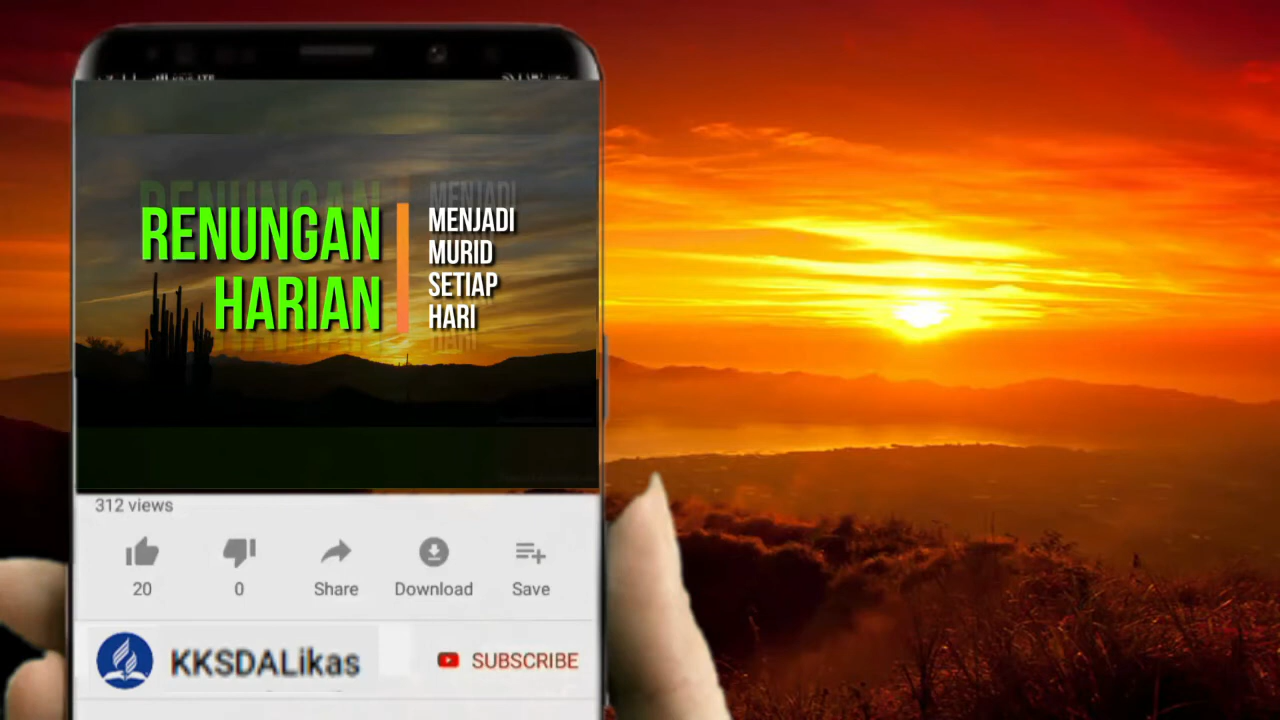 RENUNGAN
HARIAN
MENJADI
MURID
SETIAP
HARI
312 views
20
0
Share
Download
Save
KKSDALikas
SUBSCRIBE